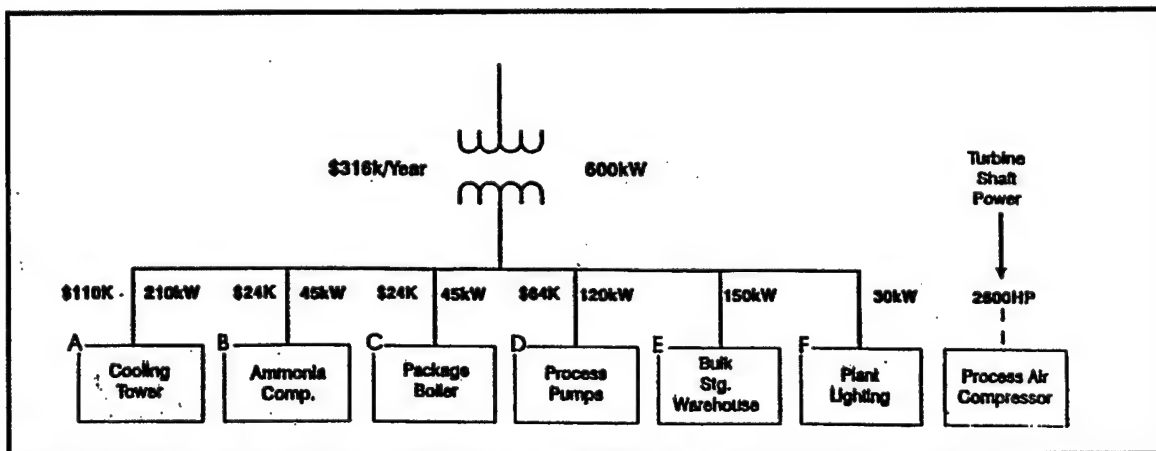 $316k/Year
600kW
Turbine
Shaft
Power
$110K
210kW
$24K
45kW
$24K
45kW
$64K
120kW
150kW
30kW
2600HP
A
Cooling
Tower
B
Ammonia
Comp.
C
Package
Boiler
D
Process
Pumps
E
Bulk
Stg.
Warehouse
F
Plant
Lighting
Process Air
Compressor